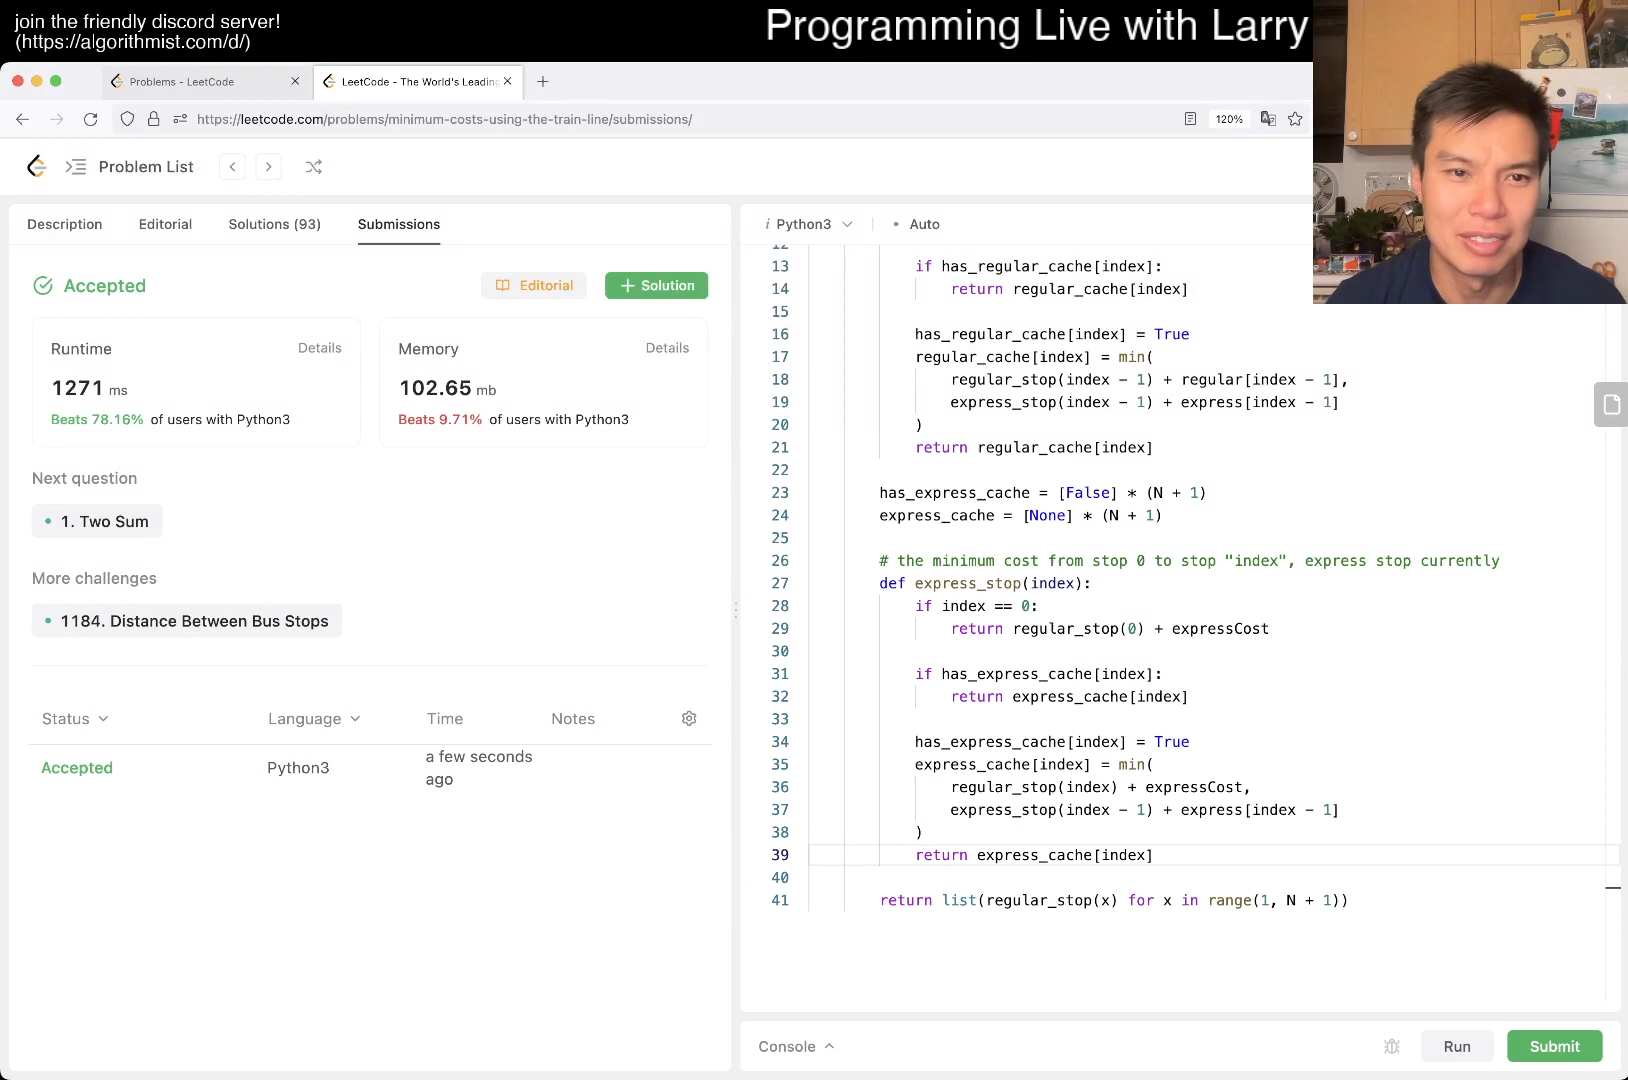 join the friendly discord server!
(https://algorithmist.com/d/)
Programming Live with Larry
Problems - LeetCode
LeetCode - The World's Leading
https://leetcode.com/problems/minimum-costs-using-the-train-line/submissions/
120%
Problem List
Description
Editorial
Solutions (93)
Submissions
Accepted
Editorial
Solution
Runtime
Details
1271 ms
Beats 78.16% of users with Python3
Memory
Details
102.65 mb
Beats 9.71% of users with Python3
Next question
1. Two Sum
More challenges
1184. Distance Between Bus Stops
Status
Language
Time
Notes
Accepted
Python3
a few seconds
ago
i Python3
Auto
12
13 if has_regular_cache[index]:
14 return regular_cache[index]
15
16 has_regular_cache[index] = True
17 regular_cache[index] = min(
18 regular_stop(index - 1) + regular[index - 1],
19 express_stop(index - 1) + express[index - 1]
20 )
21 return regular_cache[index]
22
23 has_express_cache = [False] * (N + 1)
24 express_cache = [None] * (N + 1)
25
26 # the minimum cost from stop 0 to stop "index", express stop currently
27 def express_stop(index):
28 if index == 0:
29 return regular_stop(0) + expressCost
30
31 if has_express_cache[index]:
32 return express_cache[index]
33
34 has_express_cache[index] = True
35 express_cache[index] = min(
36 regular_stop(index) + expressCost,
37 express_stop(index - 1) + express[index - 1]
38 )
39 return express_cache[index]
40
41 return list(regular_stop(x) for x in range(1, N + 1))
Console
Run
Submit